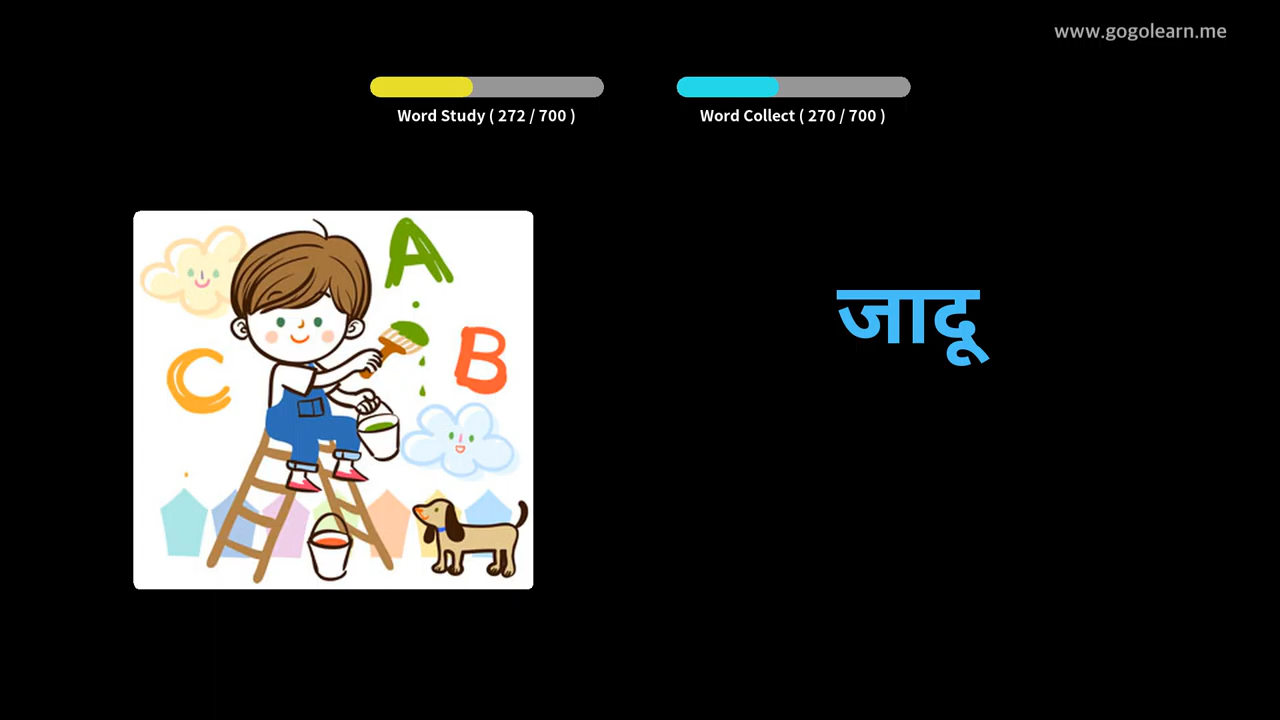 www.gogolearn.me
Word Study ( 272 / 700 )
Word Collect ( 270 / 700 )
A
B
C
जादू